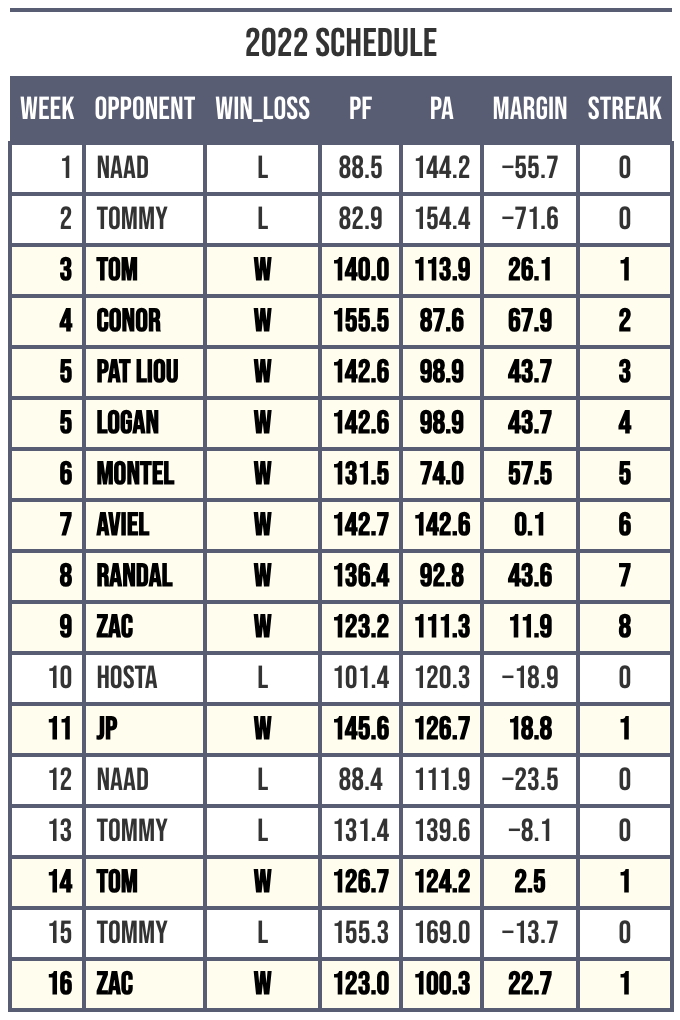 2022 SCHEDULE
WEEK OPPONENT WIN_LOSS PF PA MARGIN STREAK
1 NAAD L 88.5 144.2 −55.7 0
2 TOMMY L 82.9 154.4 −71.6 0
3 TOM W 140.0 113.9 26.1 1
4 CONOR W 155.5 87.6 67.9 2
5 PAT LIOU W 142.6 98.9 43.7 3
5 LOGAN W 142.6 98.9 43.7 4
6 MONTEL W 131.5 74.0 57.5 5
7 AVIEL W 142.7 142.6 0.1 6
8 RANDAL W 136.4 92.8 43.6 7
9 ZAC W 123.2 111.3 11.9 8
10 HOSTA L 101.4 120.3 −18.9 0
11 JP W 145.6 126.7 18.8 1
12 NAAD L 88.4 111.9 −23.5 0
13 TOMMY L 131.4 139.6 −8.1 0
14 TOM W 126.7 124.2 2.5 1
15 TOMMY L 155.3 169.0 −13.7 0
16 ZAC W 123.0 100.3 22.7 1